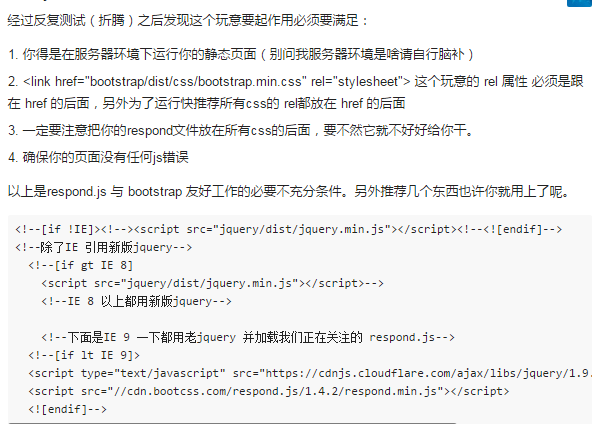 经过反复测试（折腾）之后发现这个玩意要起作用必须要满足：
1. 你得是在服务器环境下运行你的静态页面（别问我服务器环境是啥请自行脑补）
2. <link href="bootstrap/dist/css/bootstrap.min.css" rel="stylesheet"> 这个玩意的 rel 属性 必须是跟
在 href 的后面，另外为了运行快推荐所有css的 rel都放在 href 的后面
3. 一定要注意把你的respond文件放在所有css的后面，要不然它就不好好给你干。
4. 确保你的页面没有任何js错误
以上是respond.js 与 bootstrap 友好工作的必要不充分条件。另外推荐几个东西也许你就用上了呢。
<!--[if !IE]><!--><script src="jquery/dist/jquery.min.js"></script><!--<![endif]-->
<!--除了IE 引用新版jquery-->
<!--[if gt IE 8]
<script src="jquery/dist/jquery.min.js"></script>-->
<!--IE 8 以上都用新版jquery-->
<!--下面是IE 9 一下都用老jquery 并加载我们正在关注的 respond.js-->
<!--[if lt IE 9]>
<script type="text/javascript" src="https://cdnjs.cloudflare.com/ajax/libs/jquery/1.9.
<script src="//cdn.bootcss.com/respond.js/1.4.2/respond.min.js"></script>
<![endif]-->